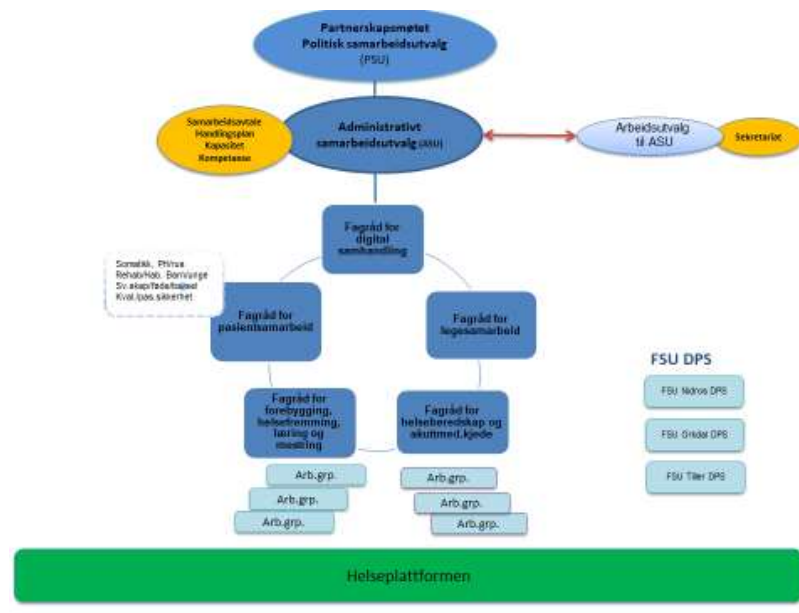 Partnerskapsmøtet
Politisk samarbeidsutvalg
(PSU)
Samarbeidsavtale
Handlingsplan
Kapasitet
Kompetanse
Administrativt
samarbeidsutvalg (ASU)
Arbeidsutvalg
til ASU
Sekretariat
Fagråd for
digital
samhandling
Somatikk, PH/rus
Rehab/Hab. Barn/unge
Kval./pas.sikkerhet
Fagråd for
pasientsamarbeid
Fagråd for
legesamarbeid
FSU DPS
FSU Nidros DPS
FSU Orkdal DPS
FSU Tiller DPS
Fagråd for
forebygging,
helsefremming,
læring og
mestring
Fagråd for
helseberedskap og
akuttmed.kjede
Arb.grp.
Arb.grp.
Arb.grp.
Arb.grp.
Arb.grp.
Arb.grp.
Helseplattformen